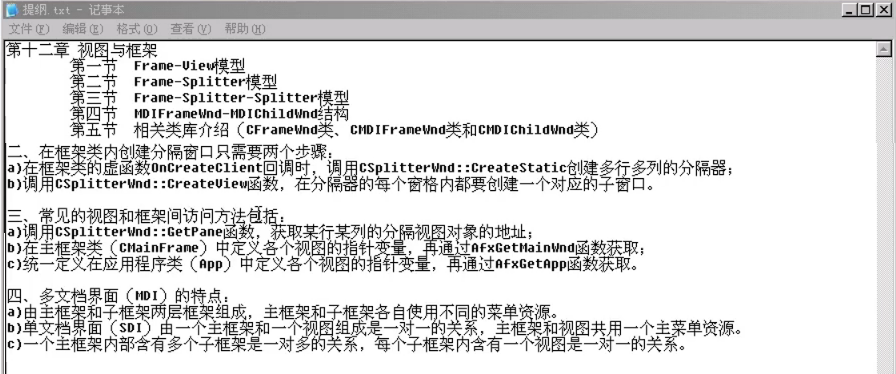 提纲.txt - 记事本
文件(F) 编辑(E) 格式(O) 查看(V) 帮助(H)
第十二章 视图与框架
第一节 Frame-View模型
第二节 Frame-Splitter模型
第三节 Frame-Splitter-Splitter模型
第四节 MDIFrameWnd-MDIChildWnd结构
第五节 相关类库介绍（CFrameWnd类、CMDIFrameWnd类和CMDIChildWnd类）
二、在框架类内创建分隔窗口只需要两个步骤：
a)在框架类的虚函数OnCreateClient回调时，调用CSplitterWnd::CreateStatic创建多行多列的分隔器；
b)调用CSplitterWnd::CreateView函数，在分隔器的每个窗格内都要创建一个对应的子窗口。
三、常见的视图和框架间访问方法包括：
a)调用CSplitterWnd::GetPane函数，获取某行某列的分隔视图对象的地址；
b)在主框架类（CMainFrame）中定义各个视图的指针变量，再通过AfxGetMainWnd函数获取；
c)统一定义在应用程序类（App）中定义各个视图的指针变量，再通过AfxGetApp函数获取。
四、多文档界面（MDI）的特点：
a)由主框架和子框架两层框架组成，主框架和子框架各自使用不同的菜单资源。
b)单文档界面（SDI）由一个主框架和一个视图组成是一对一的关系，主框架和视图共用一个主菜单资源。
c)一个主框架内部含有多个子框架是一对多的关系，每个子框架内含有一个视图是一对一的关系。